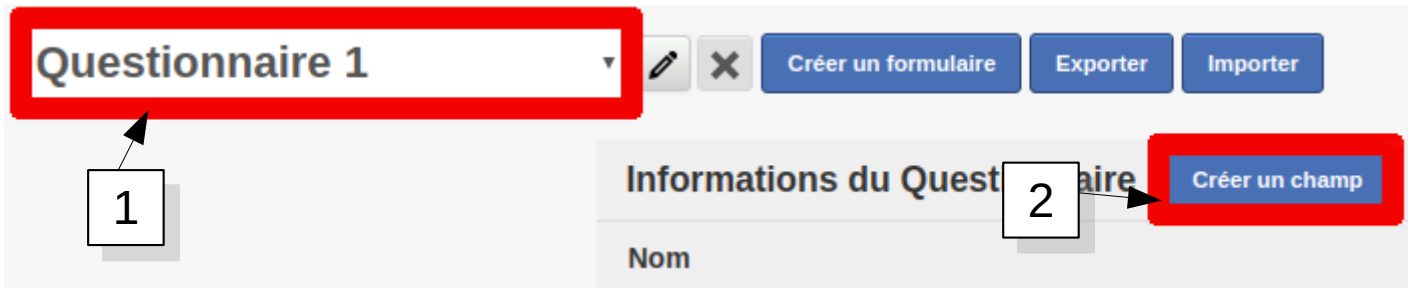 Questionnaire 1
Créer un formulaire
Exporter
Importer
1
Informations du Quest aire
2
Créer un champ
Nom